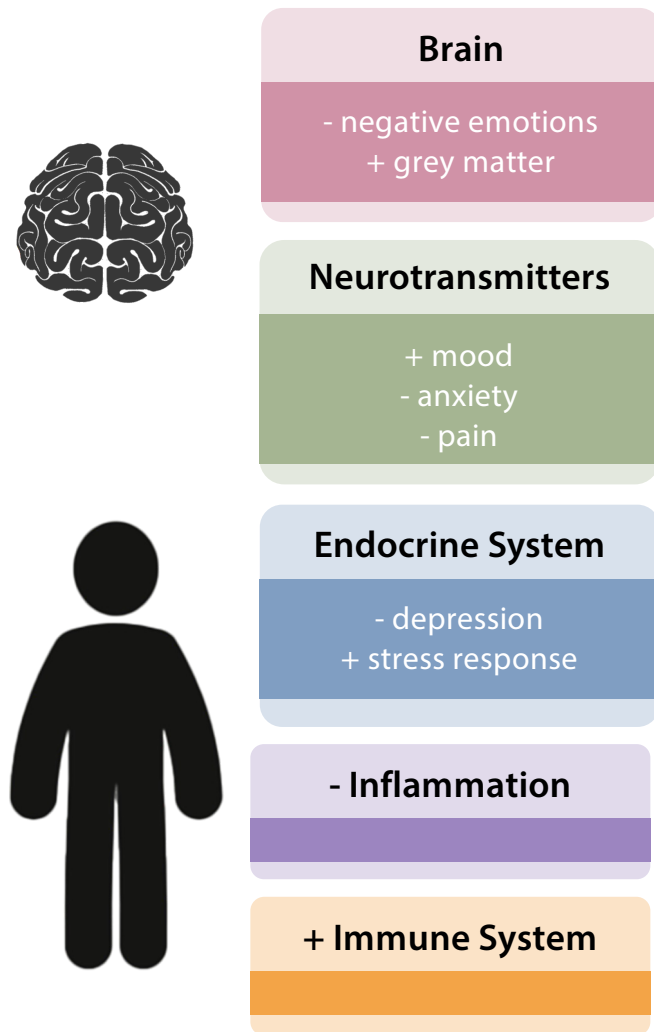 Brain
- negative emotions
+ grey matter
Neurotransmitters
+ mood
- anxiety
- pain
Endocrine System
- depression
+ stress response
- Inflammation
+ Immune System